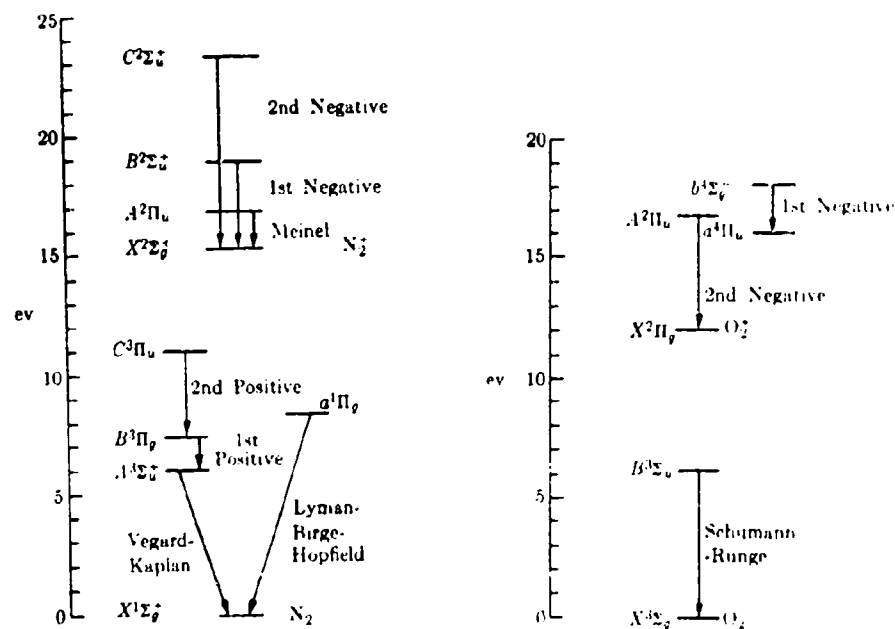 25
C²Σᵤ⁺
2nd Negative
20
B²Σᵤ⁺
1st Negative
A²Πᵤ
Meinel
X²Σg⁺
N₂⁺
15
ev
C³Πᵤ
10
2nd Positive
a¹Πg
B³Πg
1st
Positive
A³Σᵤ⁺
5
Lyman-
Birge-
Hopfield
Vegard-
Kaplan
X¹Σg⁺
N₂
0
20
b⁴Σg⁻
1st Negative
A²Πᵤ
a⁴Πᵤ
15
2nd Negative
X²Πg
O₂⁺
10
ev
B³Σᵤ
5
Schumann
-Runge
X³Σg
O₂
0